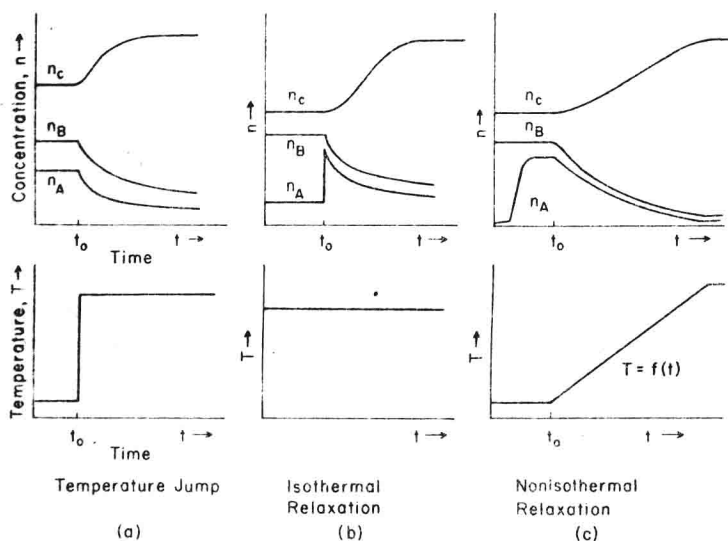 Concentration, n →
n_C
n_B
n_A
t_o
t →
Time
n →
n_C
n_B
n_A
t_o
t →
n →
n_C
n_B
n_A
t_o
t →
Temperature, T →
t_o
t →
Time
T →
t →
T →
T = f(t)
t_o
t →
Temperature Jump
(a)
Isothermal
Relaxation
(b)
Nonisothermal
Relaxation
(c)